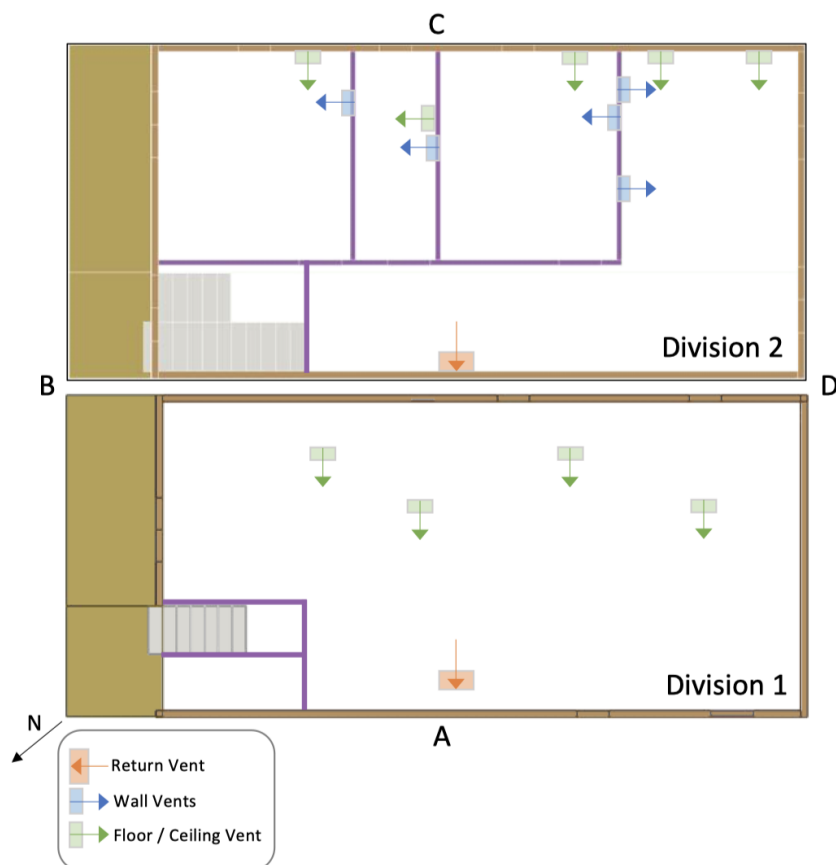 C
Division 2
B
D
Division 1
A
N
Return Vent
Wall Vents
Floor / Ceiling Vent